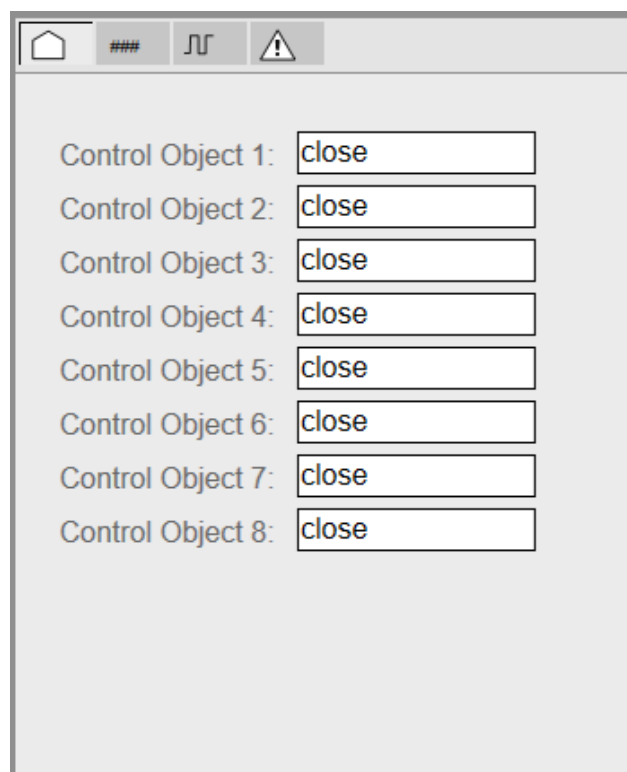 ###
Control Object 1: close
Control Object 2: close
Control Object 3: close
Control Object 4: close
Control Object 5: close
Control Object 6: close
Control Object 7: close
Control Object 8: close